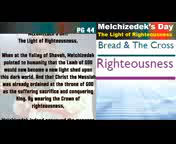 PG 44
The Light of Righteousness.
When at the Valley of Shaveh, Melchizedek
pointed to humanity that the Lamb of GOD
would now become a new light shed upon
this dark world. And that Christ the Messiah
was already ordained at the throne of GOD
as the suffering sacrifice and conquering
King. By wearing the Crown of
righteousness,
Melchizedek's Day
The Light of Righteousness
Bread & The Cross
Righteousness